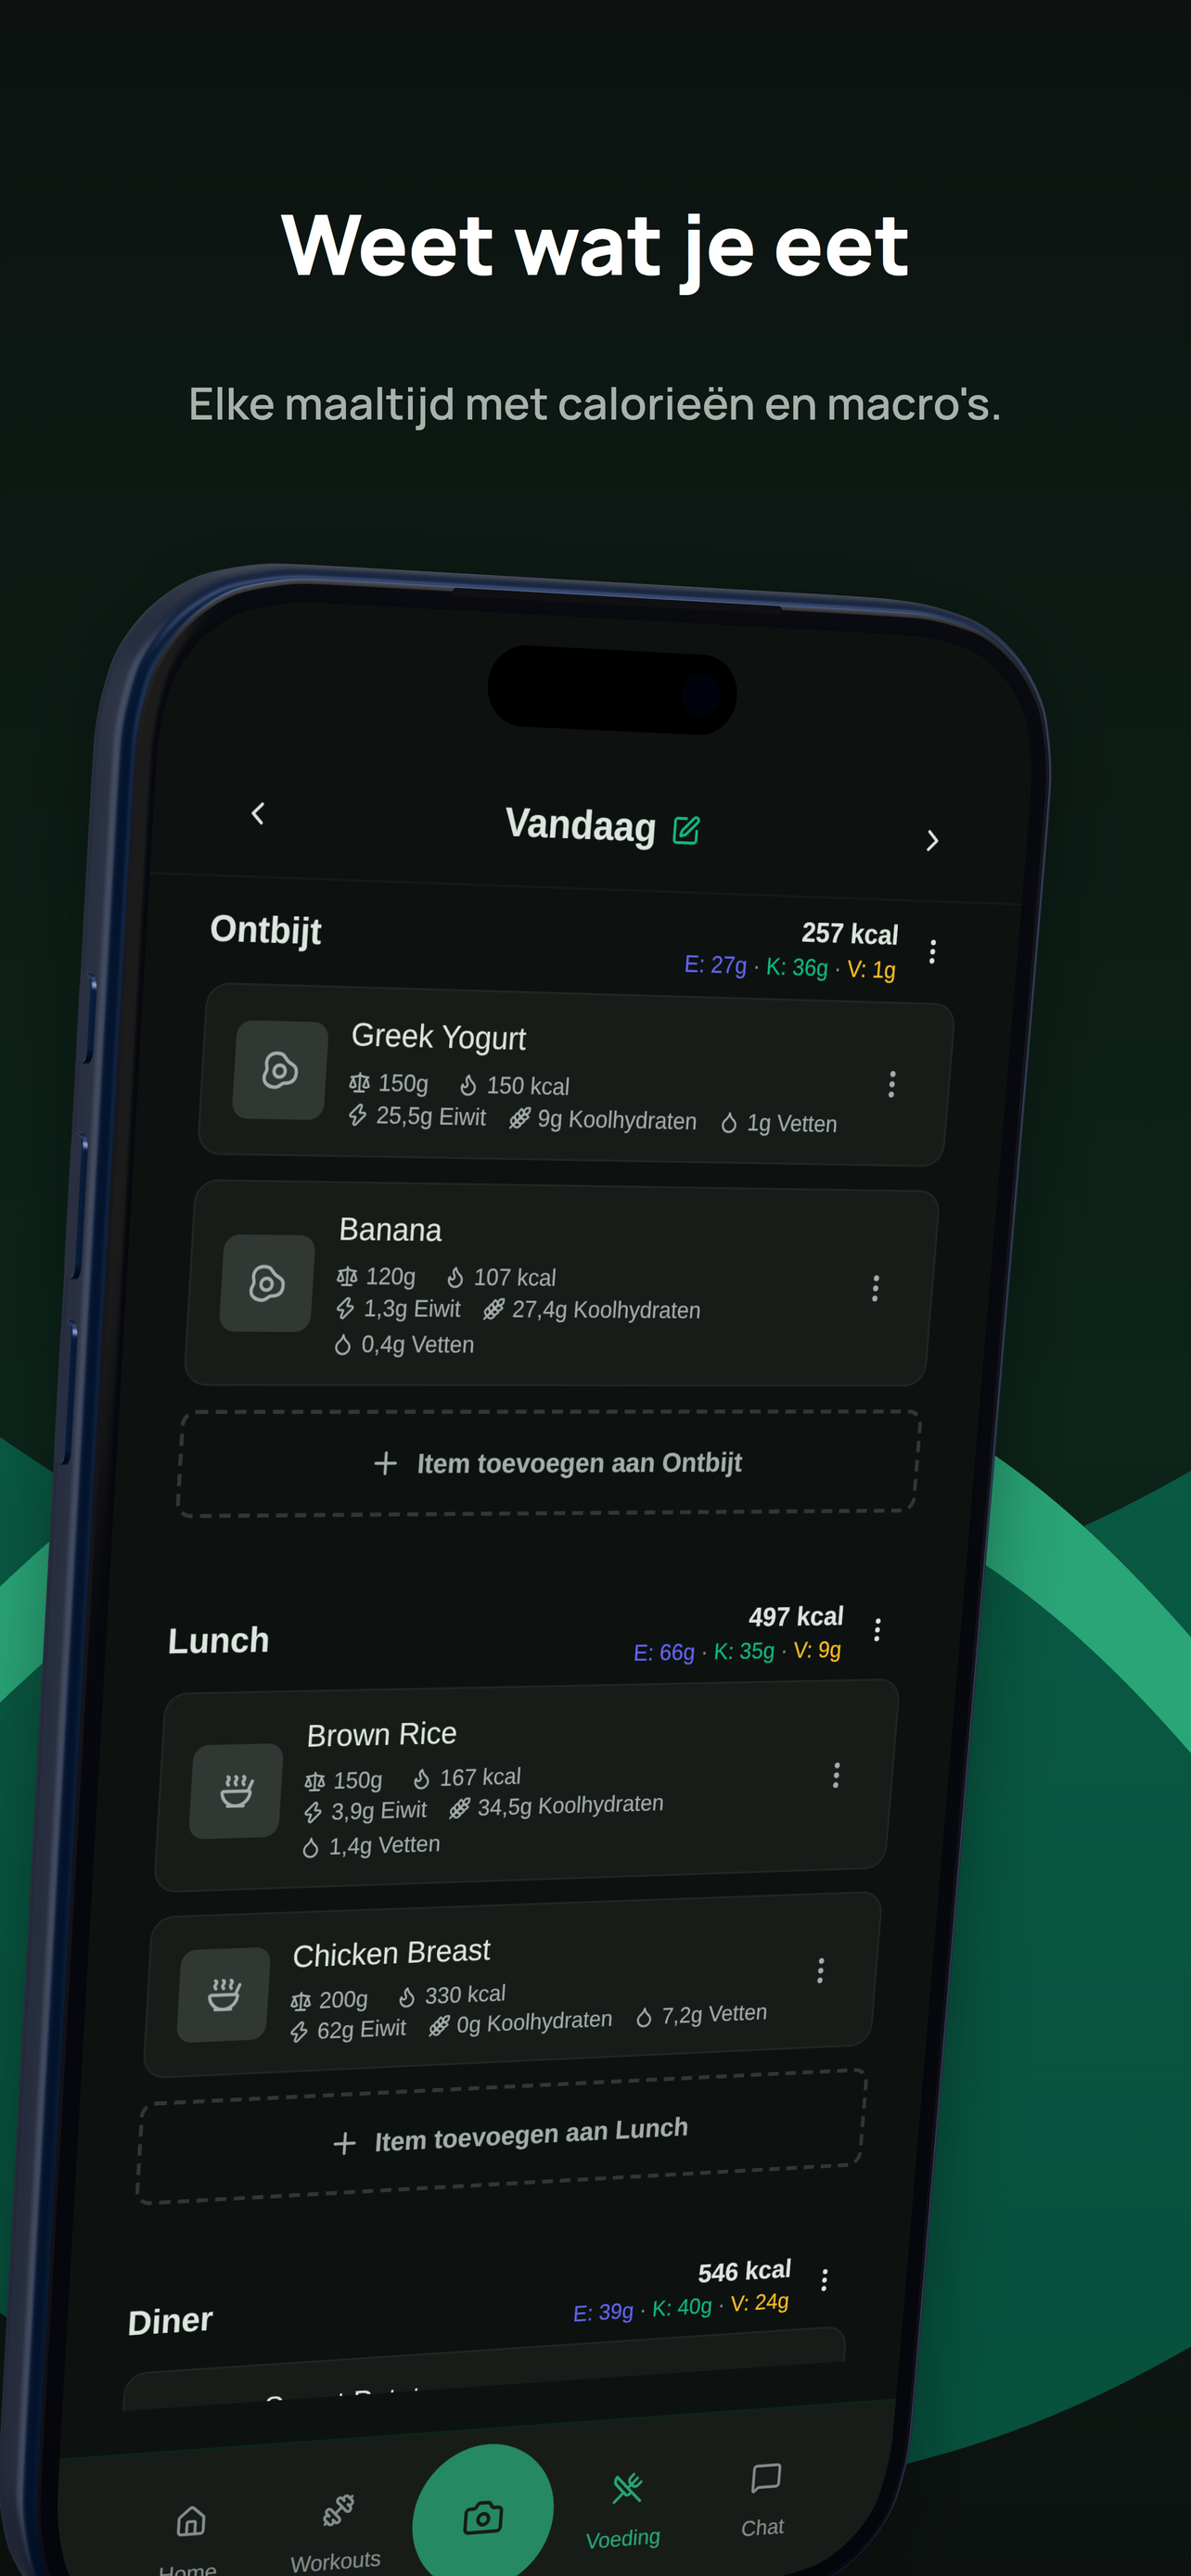 Weet wat je eet
Elke maaltijd met calorieën en macro's.
Vandaag
Ontbijt
257 kcal
E: 27g · K: 36g · V: 1g
Greek Yogurt
150g 150 kcal
25,5g Eiwit 9g Koolhydraten 1g Vetten
Banana
120g 107 kcal
1,3g Eiwit 27,4g Koolhydraten
0,4g Vetten
Item toevoegen aan Ontbijt
Lunch
497 kcal
E: 66g · K: 35g · V: 9g
Brown Rice
150g 167 kcal
3,9g Eiwit 34,5g Koolhydraten
1,4g Vetten
Chicken Breast
200g 330 kcal
62g Eiwit 0g Koolhydraten 7,2g Vetten
Item toevoegen aan Lunch
Diner
546 kcal
E: 39g · K: 40g · V: 24g
Home Workouts Voeding Chat